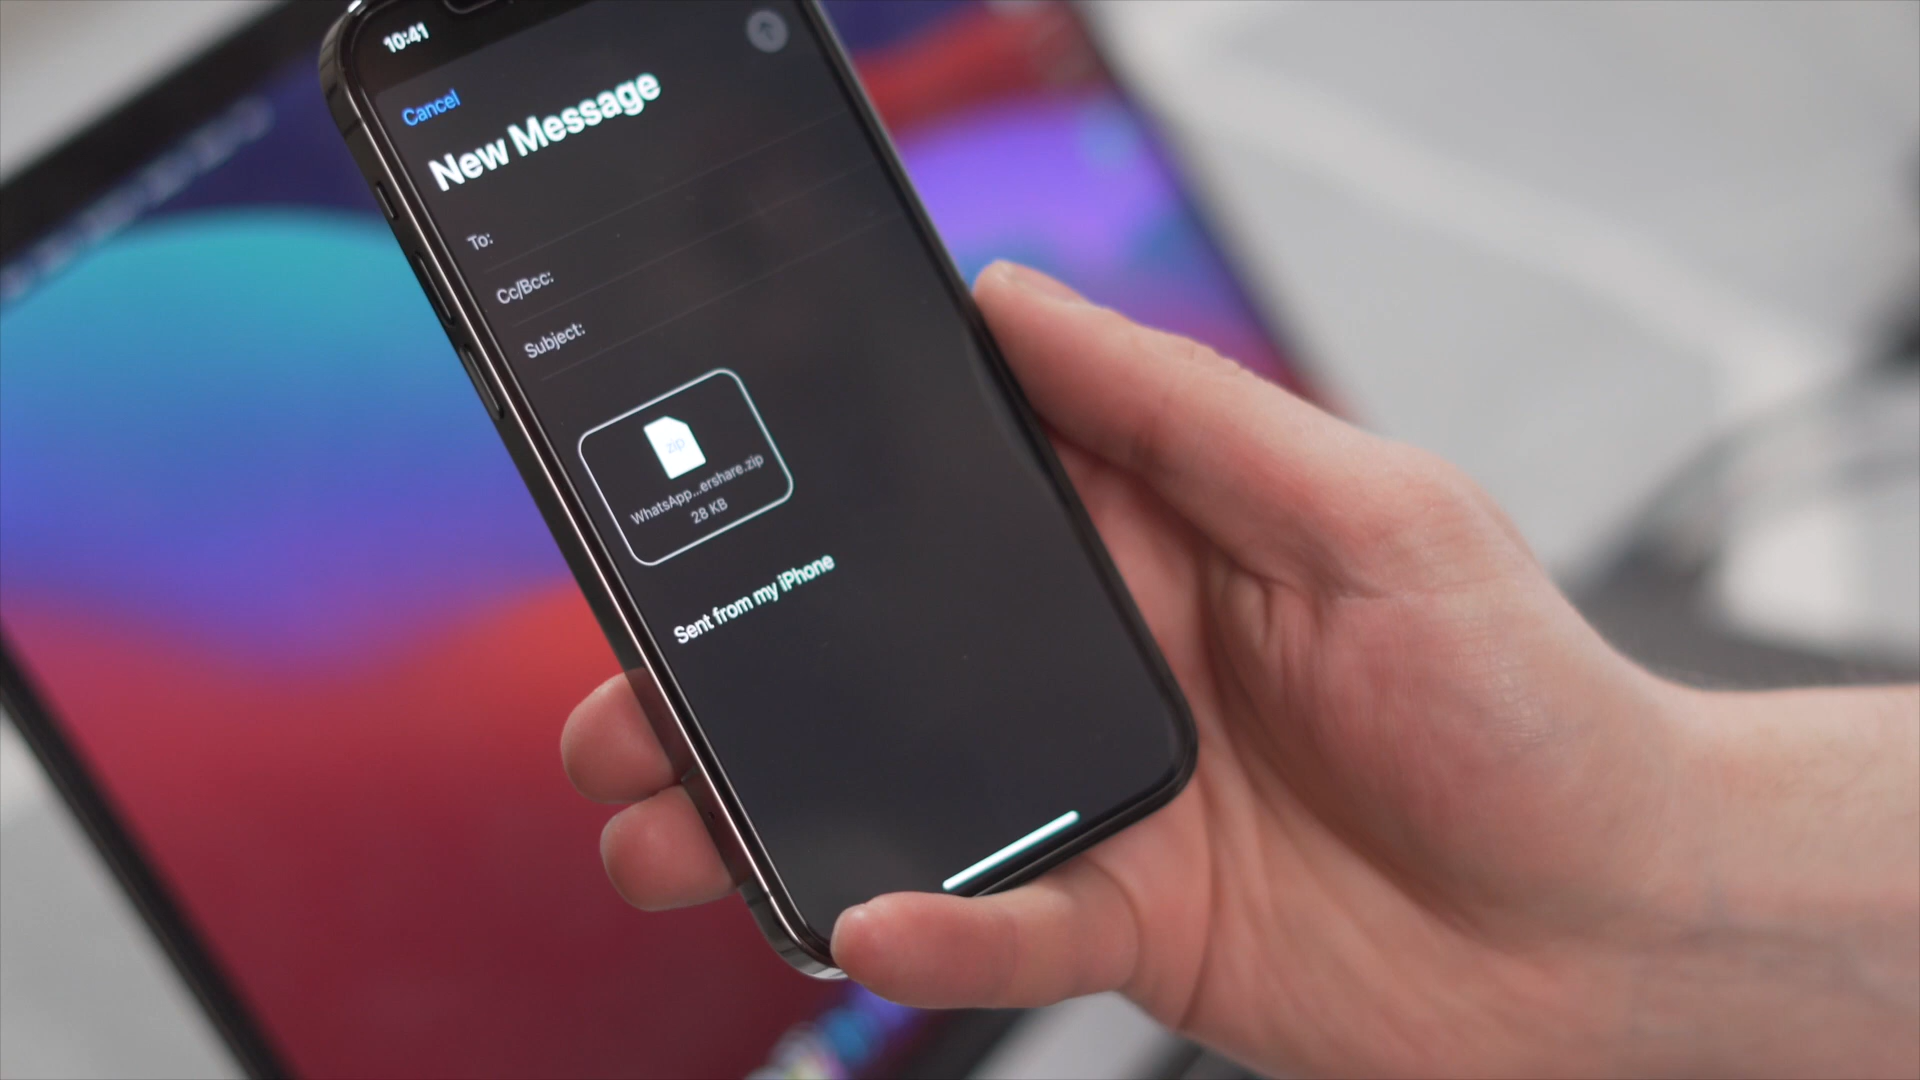 10:41
Cancel
New Message
To:
Cc/Bcc:
Subject:
zip
WhatsApp...ershare.zip
28 KB
Sent from my iPhone